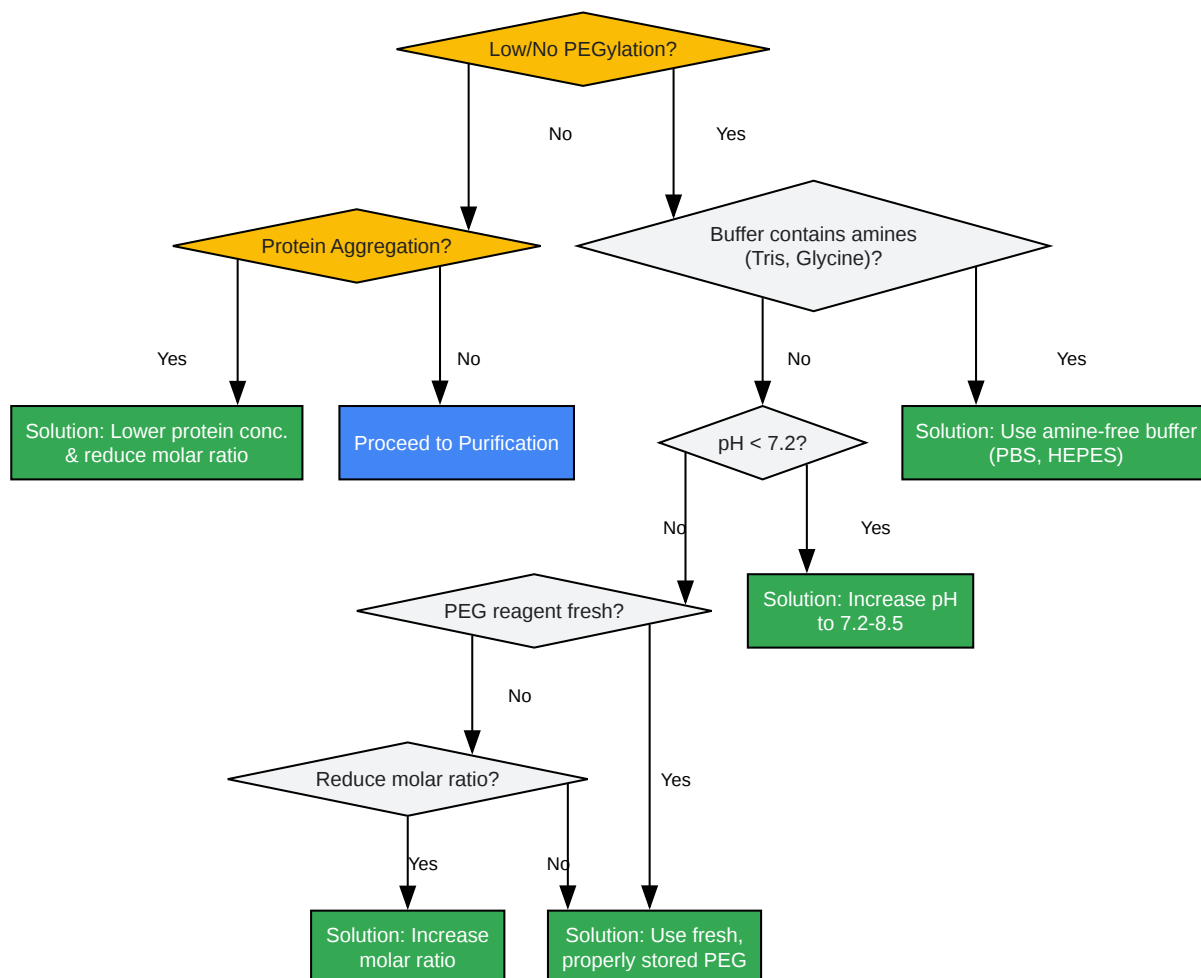 Low/No PEGylation?
No
Yes
Protein Aggregation?
Buffer contains amines
(Tris, Glycine)?
Yes
No
No
Yes
Solution: Lower protein conc.
& reduce molar ratio
Proceed to Purification
pH < 7.2?
Solution: Use amine-free buffer
(PBS, HEPES)
No
Yes
PEG reagent fresh?
Solution: Increase pH
to 7.2-8.5
No
Reduce molar ratio?
Yes
Yes
No
Solution: Increase
molar ratio
Solution: Use fresh,
properly stored PEG